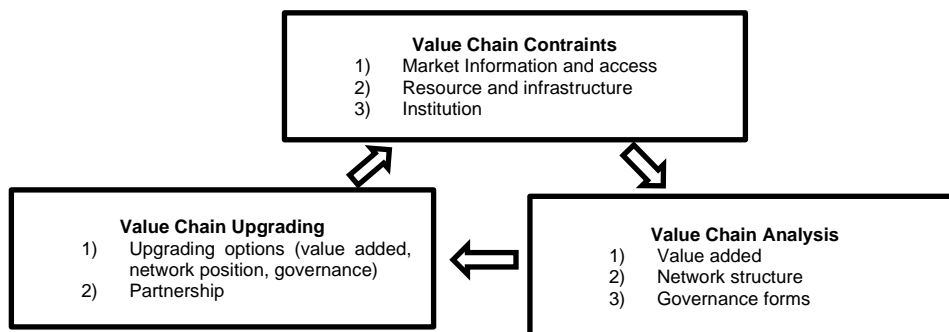 Value Chain Contraints
1) Market Information and access
2) Resource and infrastructure
3) Institution
Value Chain Upgrading
1) Upgrading options (value added,
network position, governance)
2) Partnership
Value Chain Analysis
1) Value added
2) Network structure
3) Governance forms